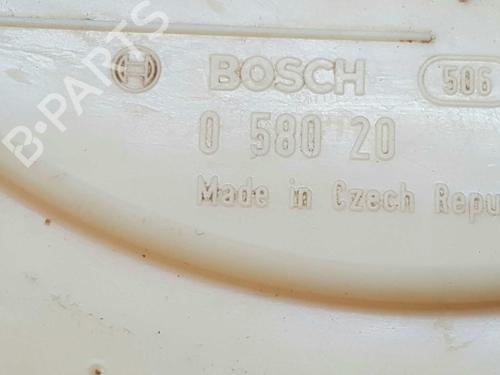 B-PARTS
BOSCH 506
0 580 20
Made in Czech Repu